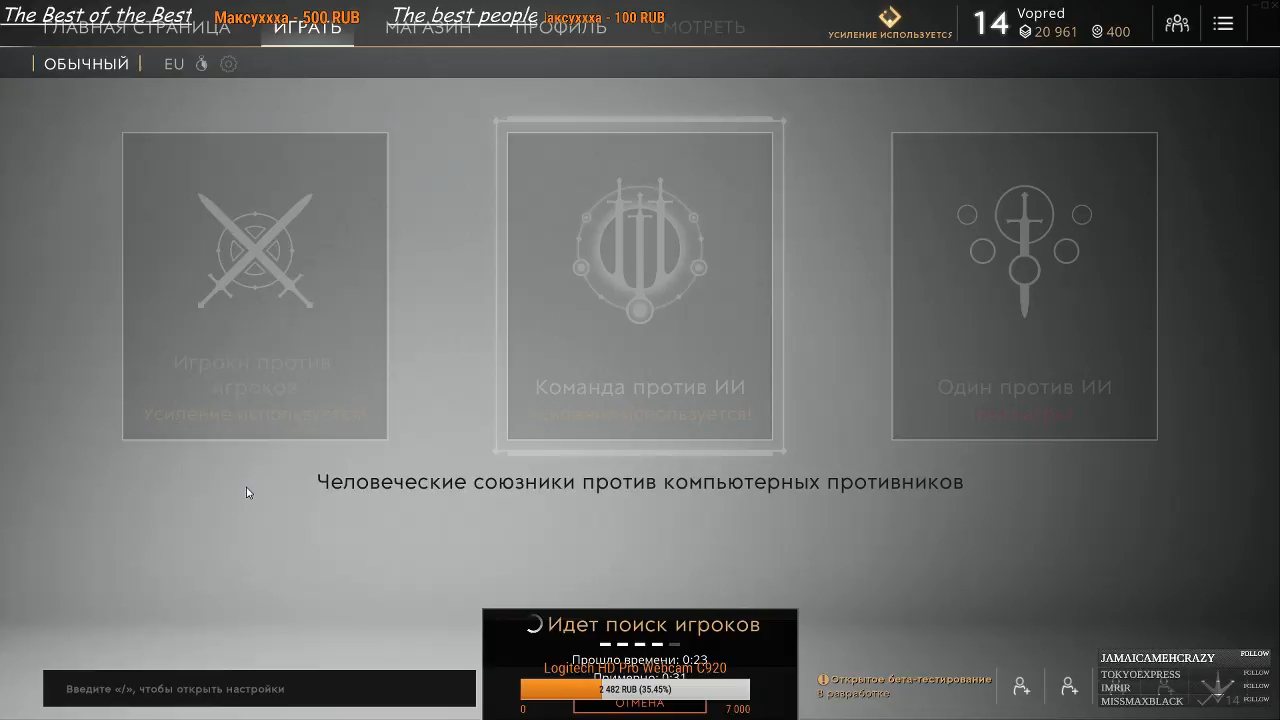 The Best of the Best
Максуххха - 500 RUB
The best people
Іаксуххха - 100 RUB
ГЛАВНАЯ СТРАНИЦА
ИГРАТЬ
МАГАЗИН
ПРОФИЛЬ
СМОТРЕТЬ
УСИЛЕНИЕ ИСПОЛЬЗУЕТСЯ
14
Vopred
20 961
400
ОБЫЧНЫЙ
EU
Игроки против
игроков
Усиление используется!
Команда против ИИ
Усиление используется!
Один против ИИ
Человеческие союзники против компьютерных противников
Идет поиск игроков
Прошло времени: 0:23
Logitech HD Pro Webcam C920
Примерно: 0:31
2 482 RUB (35.45%)
ОТМЕНА
0
7 000
Введите </>, чтобы открыть настройки
Открытое бета-тестирование
В разработке
JAMAICAMEHCRAZY
FOLLOW
TOKYOEXPRESS
FOLLOW
IMRIR
FOLLOW
MISSMAXBLACK
FOLLOW
14